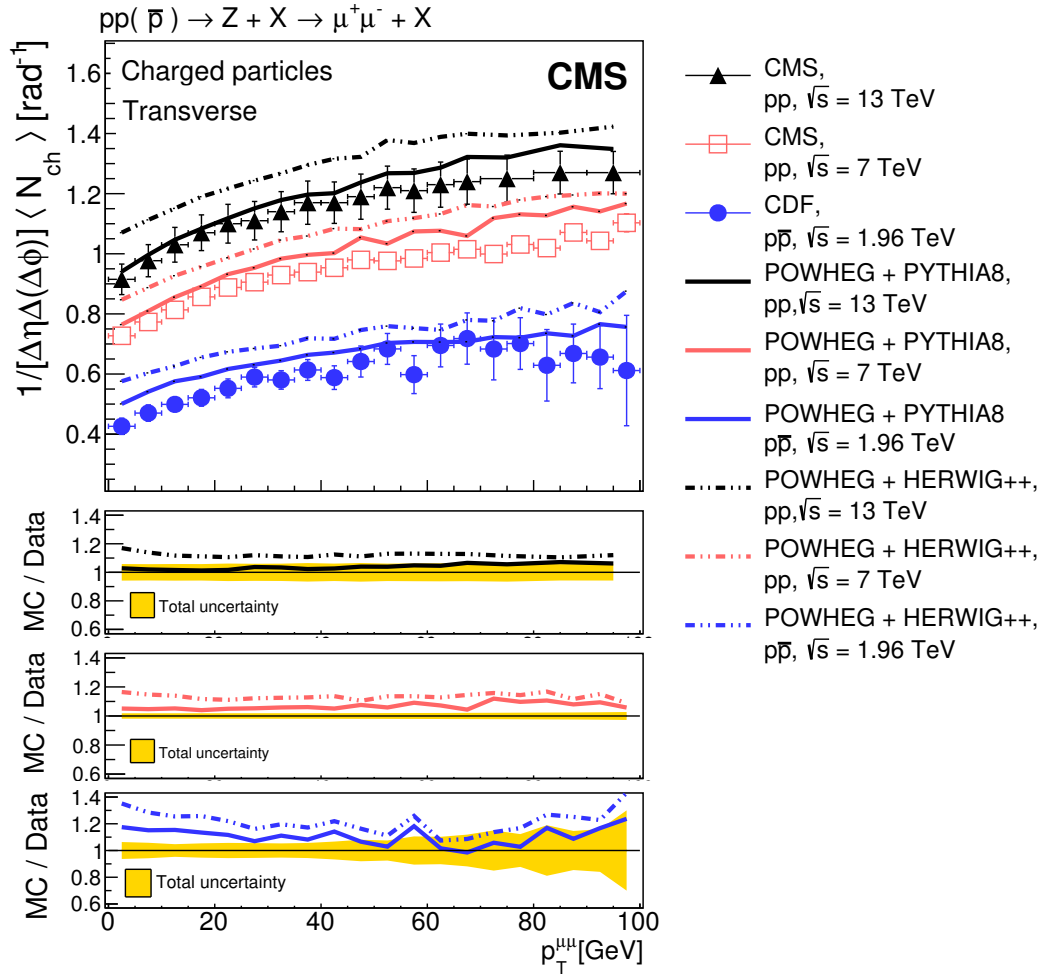 pp( p̅ ) → Z + X → μ⁺μ⁻ + X
1/[ΔηΔ(Δϕ)] ⟨ N_ch ⟩ [rad⁻¹]
1.6
1.4
1.2
1
0.8
0.6
0.4
Charged particles
CMS
Transverse
CMS,
pp, √s = 13 TeV
CMS,
pp, √s = 7 TeV
CDF,
pp̅, √s = 1.96 TeV
POWHEG + PYTHIA8,
pp,√s = 13 TeV
POWHEG + PYTHIA8,
pp, √s = 7 TeV
POWHEG + PYTHIA8
pp̅, √s = 1.96 TeV
POWHEG + HERWIG++,
pp,√s = 13 TeV
POWHEG + HERWIG++,
pp, √s = 7 TeV
POWHEG + HERWIG++,
pp̅, √s = 1.96 TeV
MC / Data
1.4
1.2
1
0.8
0.6
Total uncertainty
MC / Data
1.4
1.2
1
0.8
0.6
Total uncertainty
MC / Data
1.4
1.2
1
0.8
0.6
Total uncertainty
0 20 40 60 80 100
p_T^μμ [GeV]